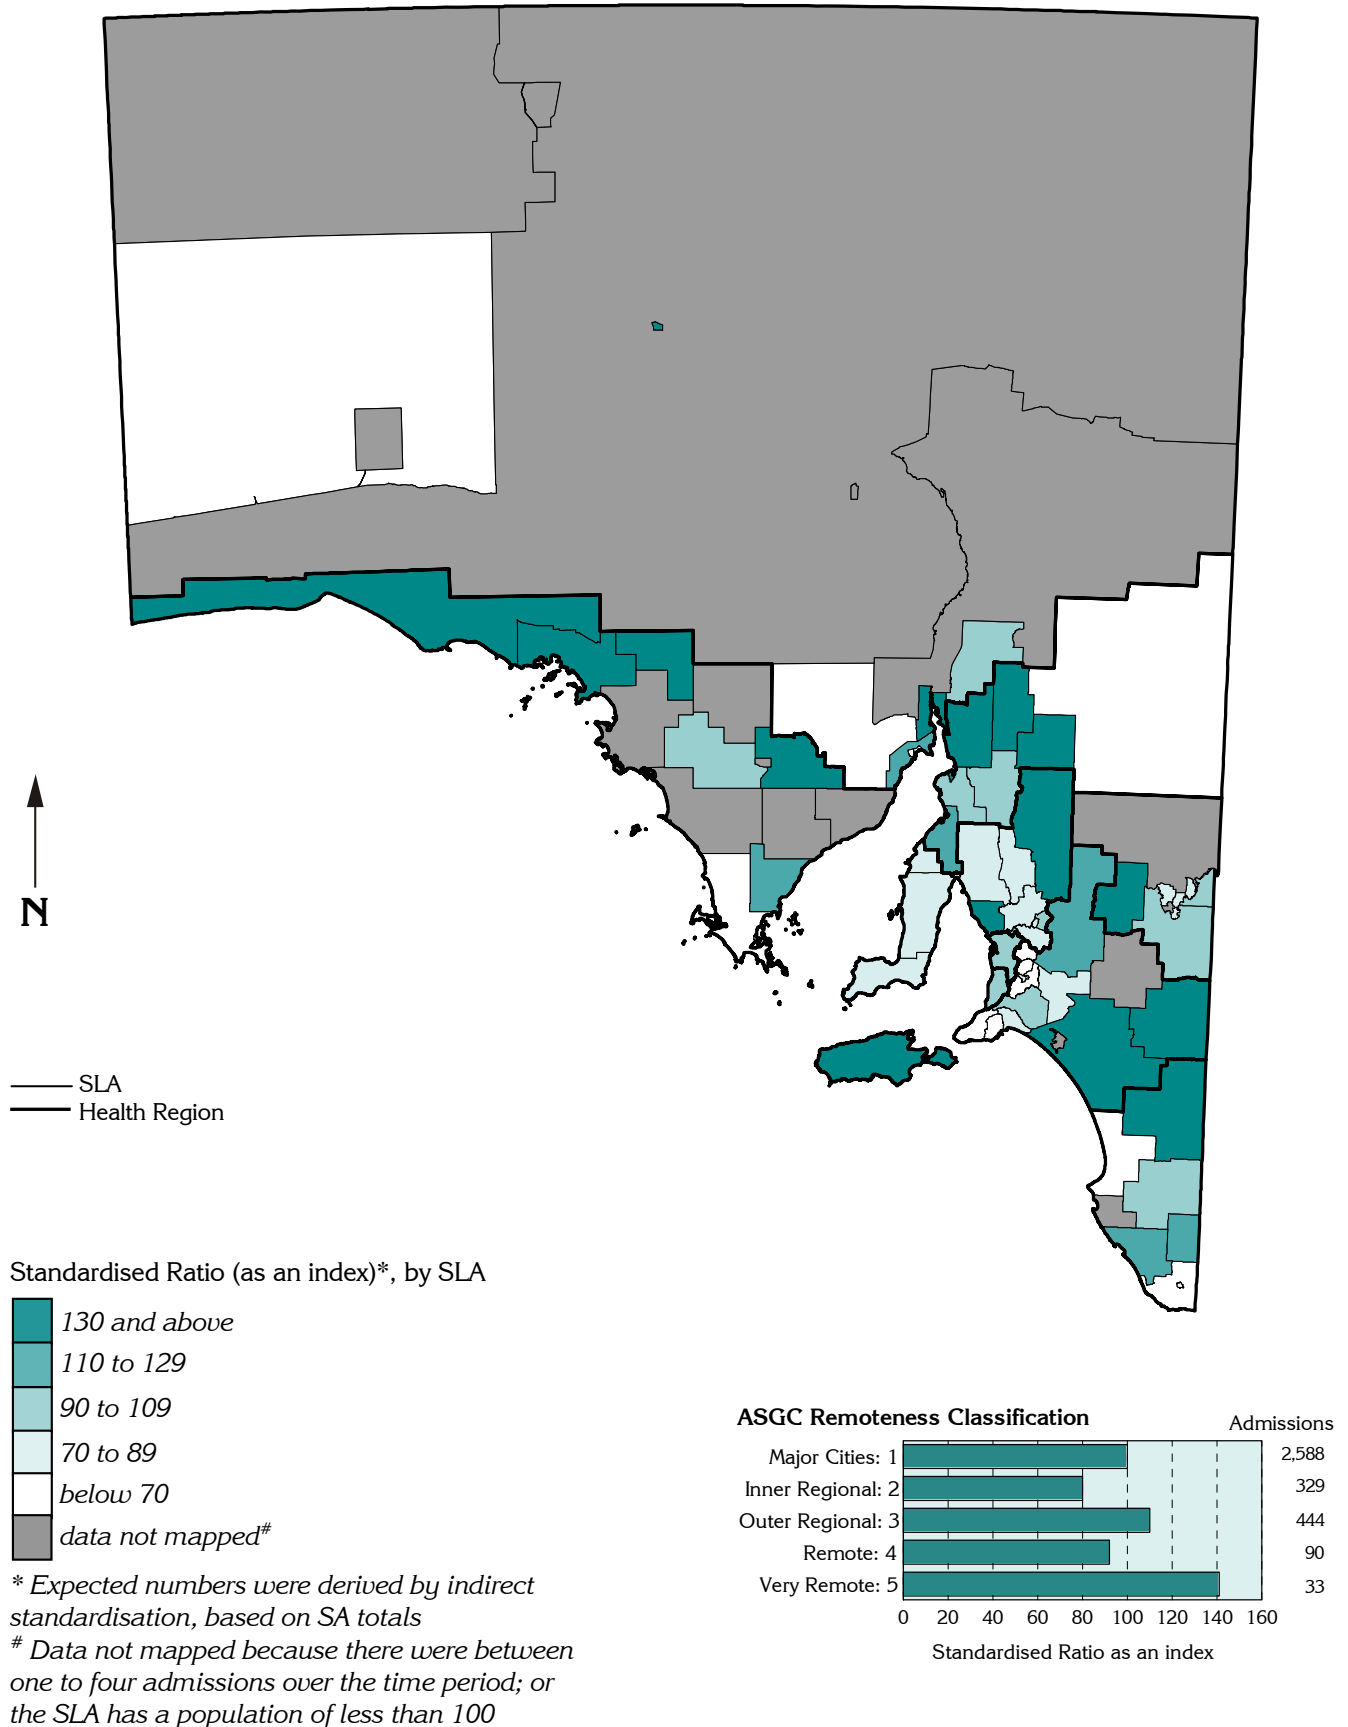 N
SLA
Health Region
Standardised Ratio (as an index)*, by SLA
130 and above
110 to 129
90 to 109
70 to 89
below 70
data not mapped#
* Expected numbers were derived by indirect
standardisation, based on SA totals
# Data not mapped because there were between
one to four admissions over the time period; or
the SLA has a population of less than 100
ASGC Remoteness Classification
Admissions
Major Cities: 1 2,588
Inner Regional: 2 329
Outer Regional: 3 444
Remote: 4 90
Very Remote: 5 33
0 20 40 60 80 100 120 140 160
Standardised Ratio as an index